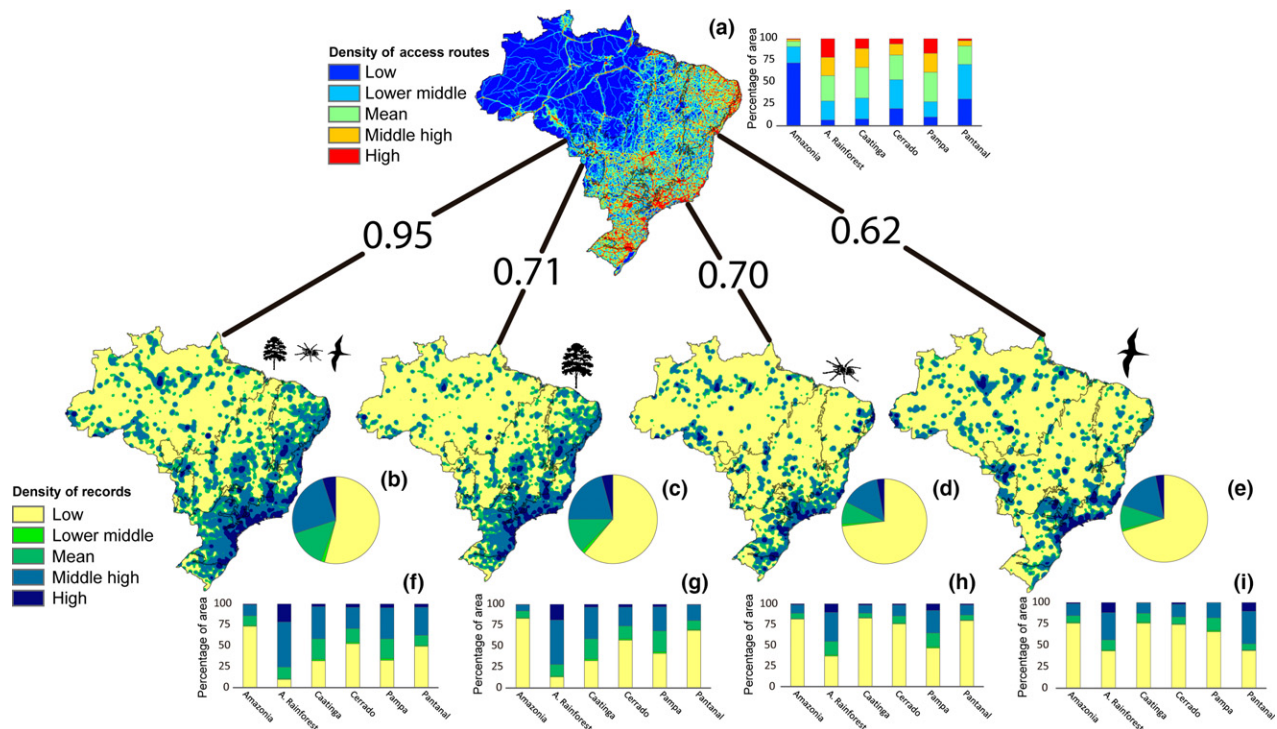 (a)
Density of access routes
Low
Lower middle
Mean
Middle high
High
Percentage of area
100
75
50
25
0
Amazonia
A. Rainforest
Caatinga
Cerrado
Pampa
Pantanal
0.95
0.71
0.70
0.62
Density of records
Low
Lower middle
Mean
Middle high
High
(b)
(c)
(d)
(e)
(f)
Percentage of area
100
75
50
25
0
Amazonia
A. Rainforest
Caatinga
Cerrado
Pampa
Pantanal
(g)
Percentage of area
100
75
50
25
0
Amazonia
A. Rainforest
Caatinga
Cerrado
Pampa
Pantanal
(h)
Percentage of area
100
75
50
25
0
Amazonia
A. Rainforest
Caatinga
Cerrado
Pampa
Pantanal
(i)
Percentage of area
100
75
50
25
0
Amazonia
A. Rainforest
Caatinga
Cerrado
Pampa
Pantanal